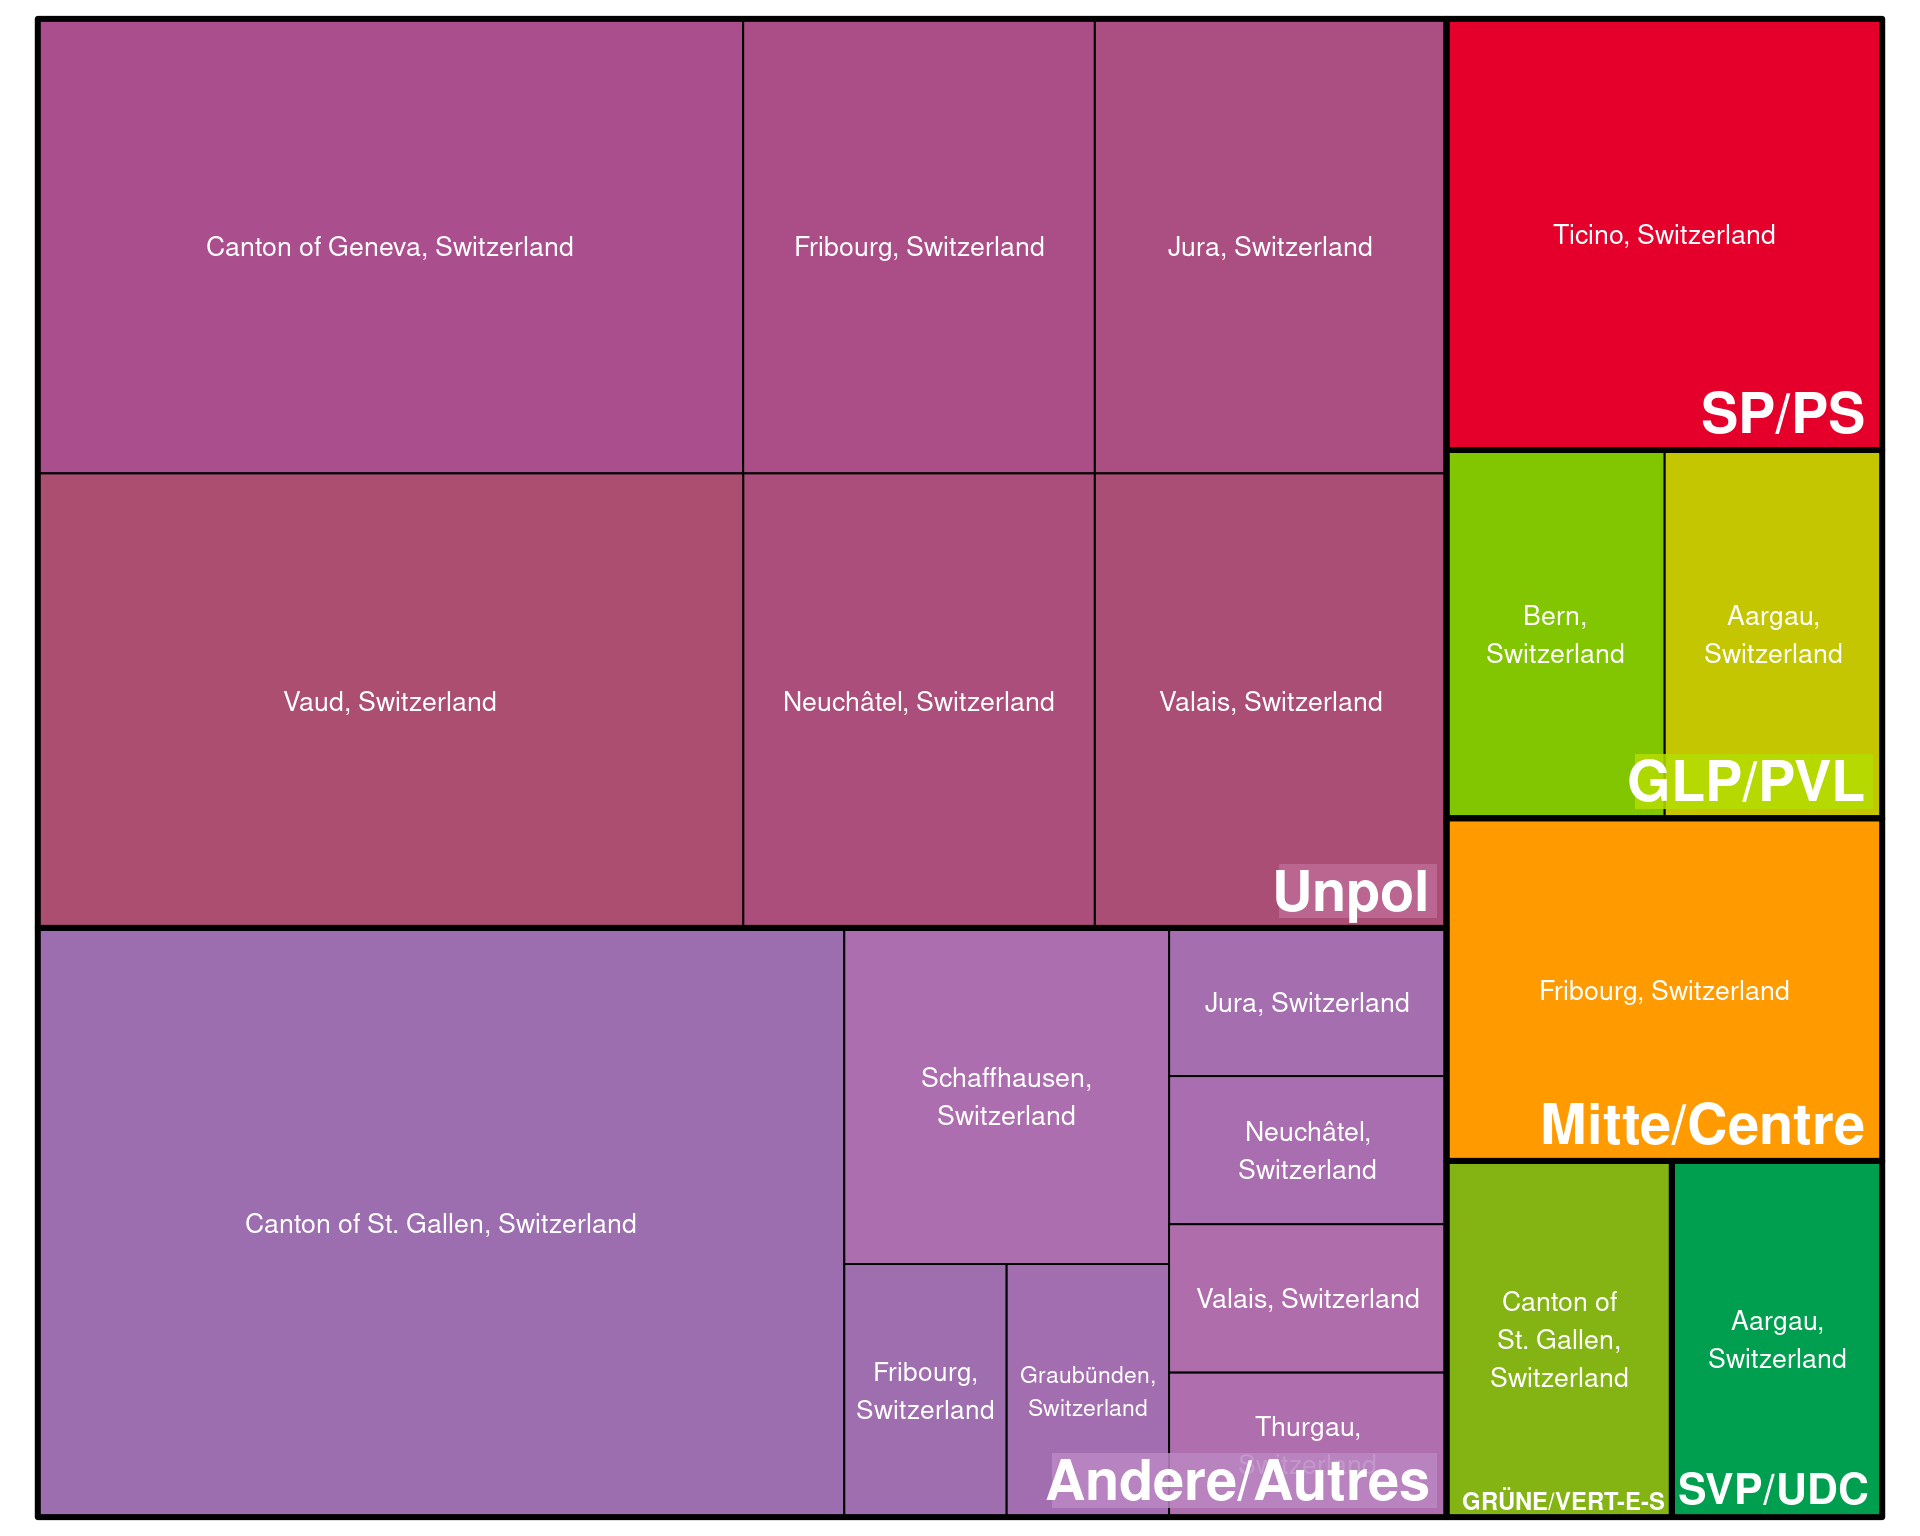 Canton of Geneva, Switzerland
Fribourg, Switzerland
Jura, Switzerland
Vaud, Switzerland
Neuchâtel, Switzerland
Valais, Switzerland
Unpol
Canton of St. Gallen, Switzerland
Schaffhausen,
Switzerland
Fribourg,
Switzerland
Graubünden,
Switzerland
Jura, Switzerland
Neuchâtel,
Switzerland
Valais, Switzerland
Thurgau,
Switzerland
Andere/Autres
Ticino, Switzerland
SP/PS
Bern,
Switzerland
Aargau,
Switzerland
GLP/PVL
Fribourg, Switzerland
Mitte/Centre
Canton of
St. Gallen,
Switzerland
GRÜNE/VERT-E-S
Aargau,
Switzerland
SVP/UDC